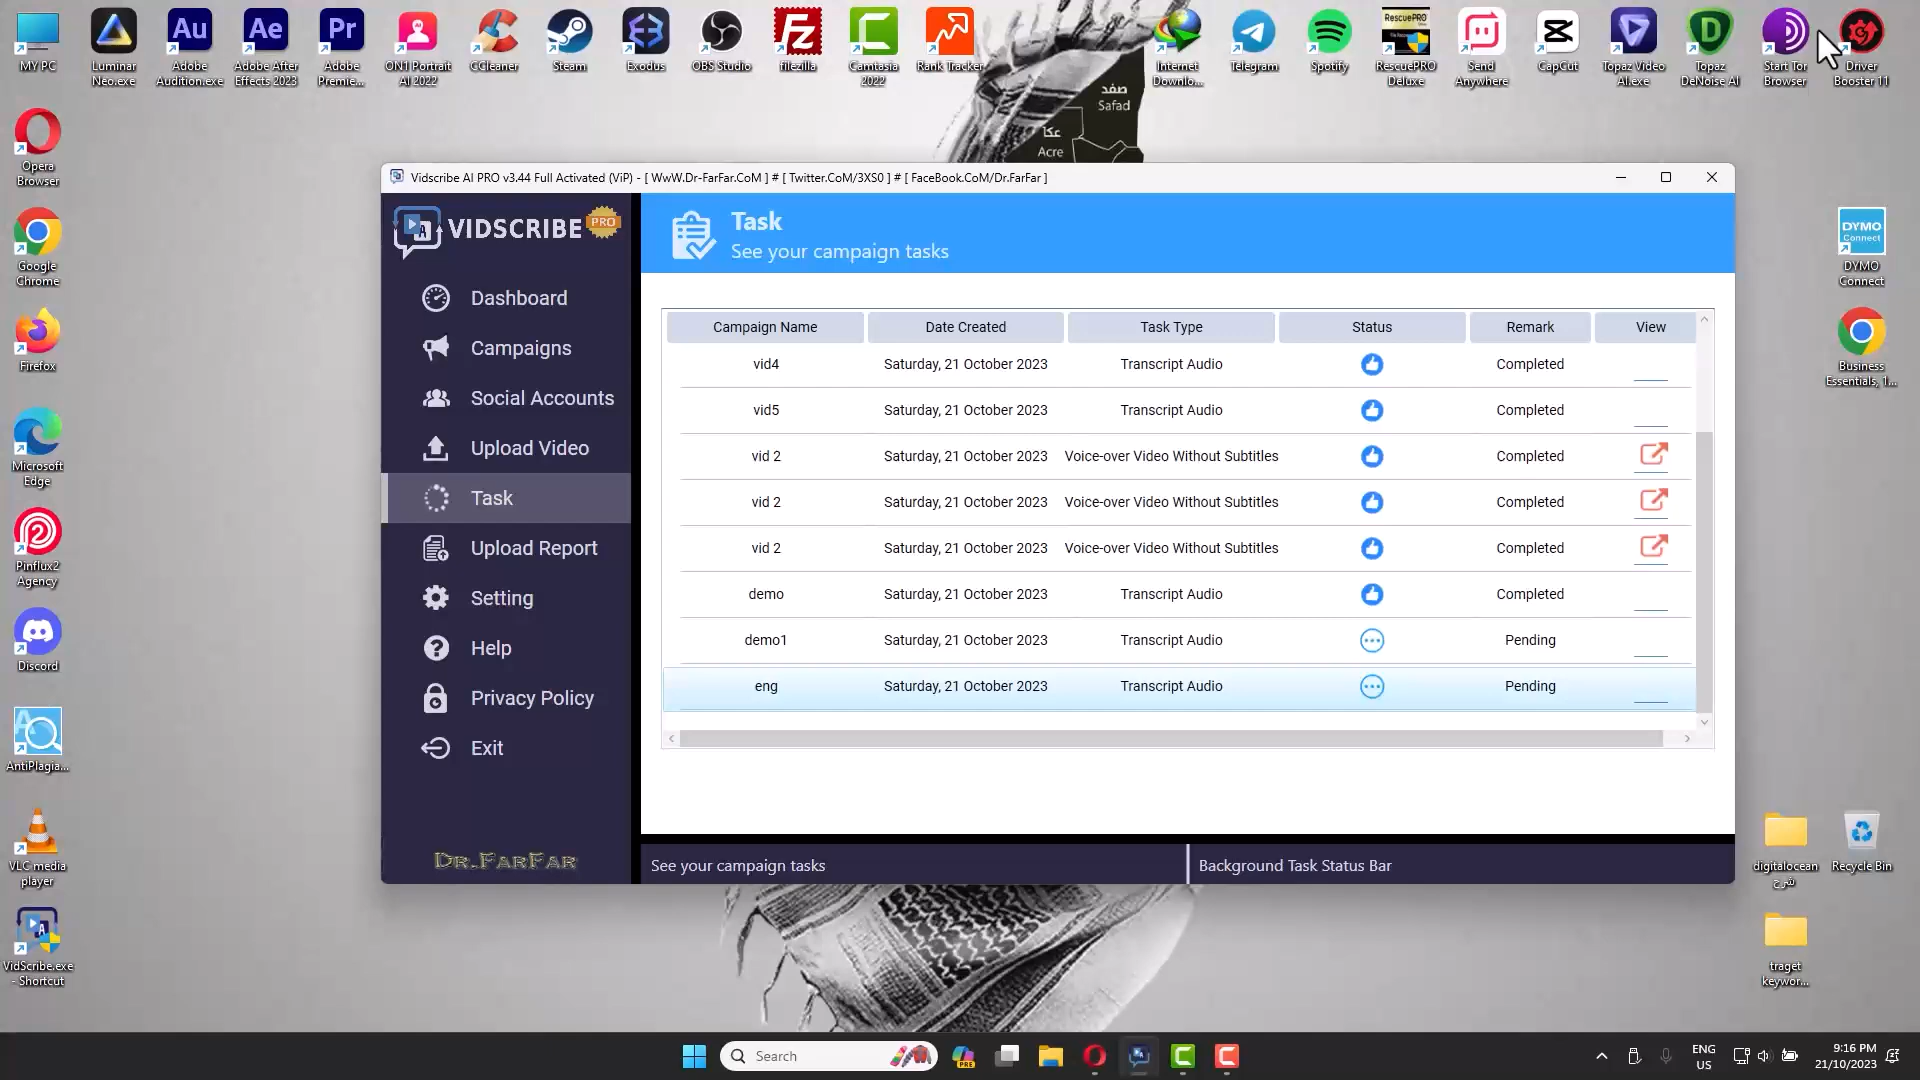 MY PC
Luminar
Neo.exe
Au
Adobe
Audition.exe
Ae
Adobe After
Effects 2023
Pr
Adobe
Premie...
ON1 Portrait
AI 2022
CCleaner
Steam
Exodus
OBS Studio
filezilla
Camtasia
2022
Rank Tracker
Internet
Downlo...
Telegram
Spotify
RescuePRO
RescuePRO
Deluxe
Send
Anywhere
CapCut
Topaz Video
AI.exe
Topaz
DeNoise AI
Start Tor
Browser
Driver
Booster 11
صفد
Safad
عكا
Acre
Opera
Browser
Google
Chrome
Firefox
Microsoft
Edge
Pinflux2
Agency
Discord
AntiPlagia...
VLC media
player
VidScribe.exe
- Shortcut
DYMO
Connect
DYMO
Connect
Business
Essentials, 1...
digitalocean
شرح
Recycle Bin
traget
keywor...
Vidscribe AI PRO v3.44 Full Activated (ViP) - [ WwW.Dr-FarFar.CoM ] # [ Twitter.CoM/3XS0 ] # [ FaceBook.CoM/Dr.FarFar ]
VIDSCRIBE PRO
Dashboard
Campaigns
Social Accounts
Upload Video
Task
Upload Report
Setting
Help
Privacy Policy
Exit
DR.FARFAR
Task
See your campaign tasks
Campaign Name Date Created Task Type Status Remark View
vid4 Saturday, 21 October 2023 Transcript Audio Completed
vid5 Saturday, 21 October 2023 Transcript Audio Completed
vid 2 Saturday, 21 October 2023 Voice-over Video Without Subtitles Completed
vid 2 Saturday, 21 October 2023 Voice-over Video Without Subtitles Completed
vid 2 Saturday, 21 October 2023 Voice-over Video Without Subtitles Completed
demo Saturday, 21 October 2023 Transcript Audio Completed
demo1 Saturday, 21 October 2023 Transcript Audio Pending
eng Saturday, 21 October 2023 Transcript Audio Pending
See your campaign tasks
Background Task Status Bar
Search
PRE
ENG
US
9:16 PM
21/10/2023